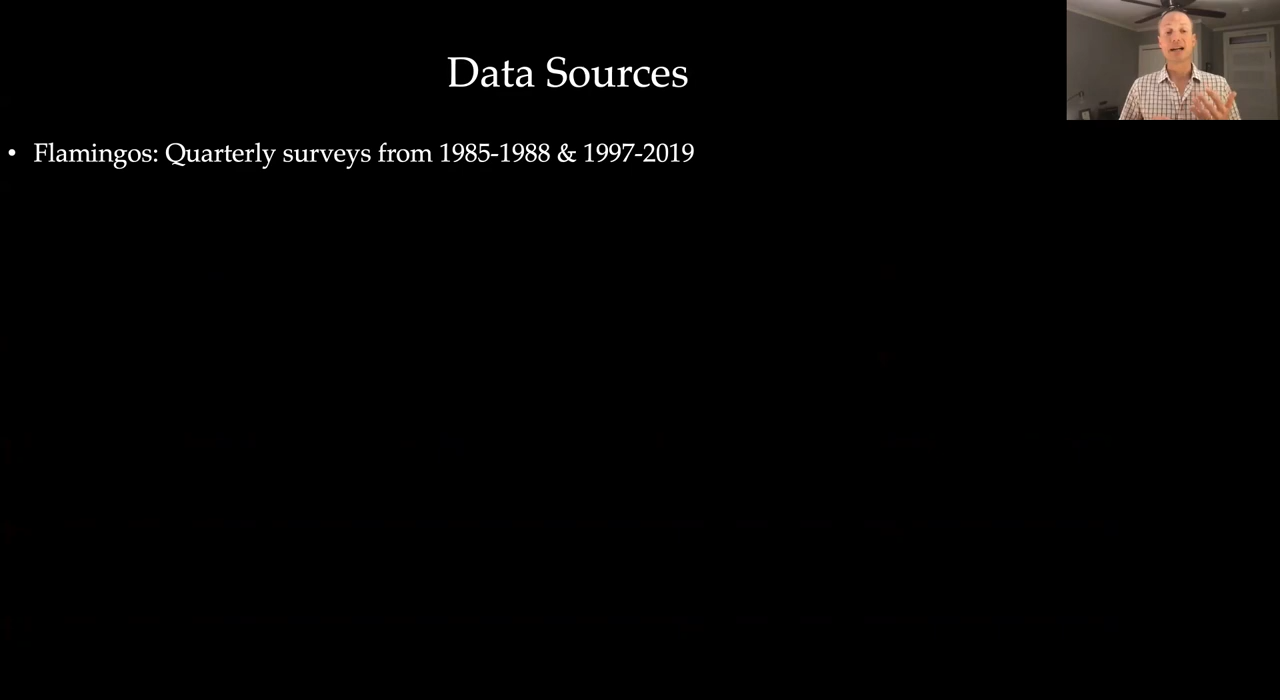 Data Sources
• Flamingos: Quarterly surveys from 1985-1988 & 1997-2019